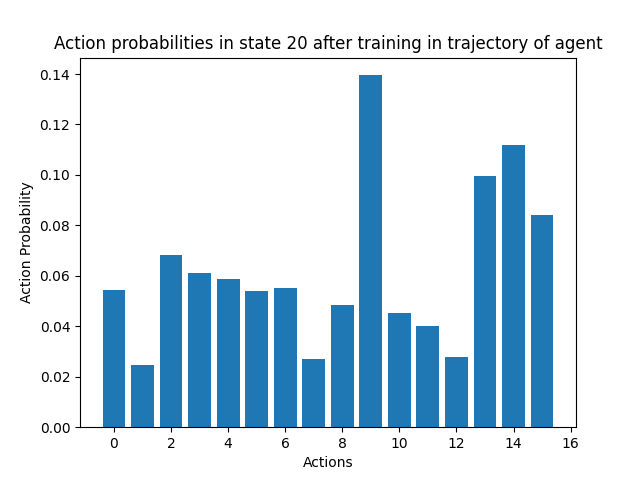 Action probabilities in state 20 after training in trajectory of agent
0.14
0.12
0.10
0.08
0.06
0.04
0.02
0.00
Action Probability
0 2 4 6 8 10 12 14 16
Actions